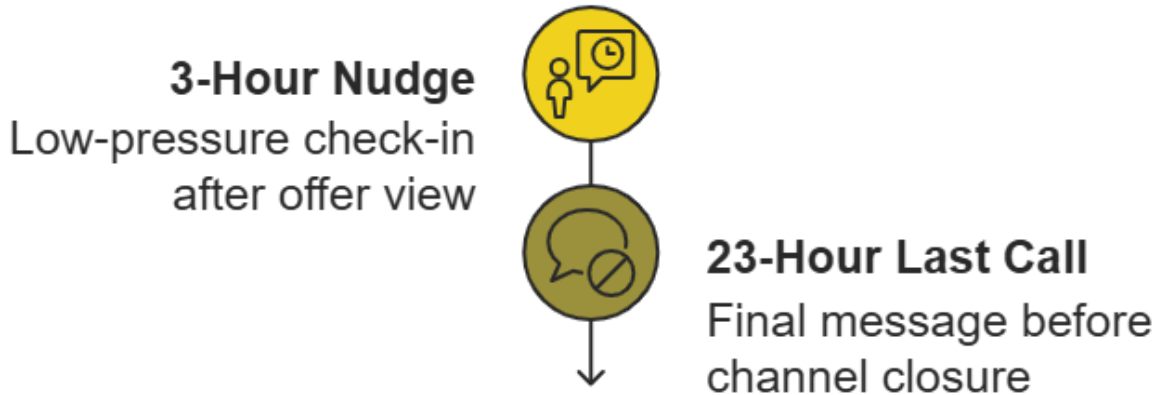 3-Hour Nudge
Low-pressure check-in
after offer view
23-Hour Last Call
Final message before
channel closure